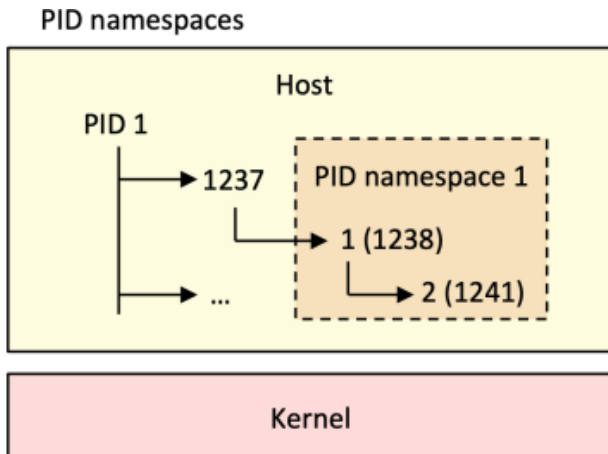 PID namespaces
Host
PID 1
1237
PID namespace 1
1 (1238)
...
2 (1241)
Kernel